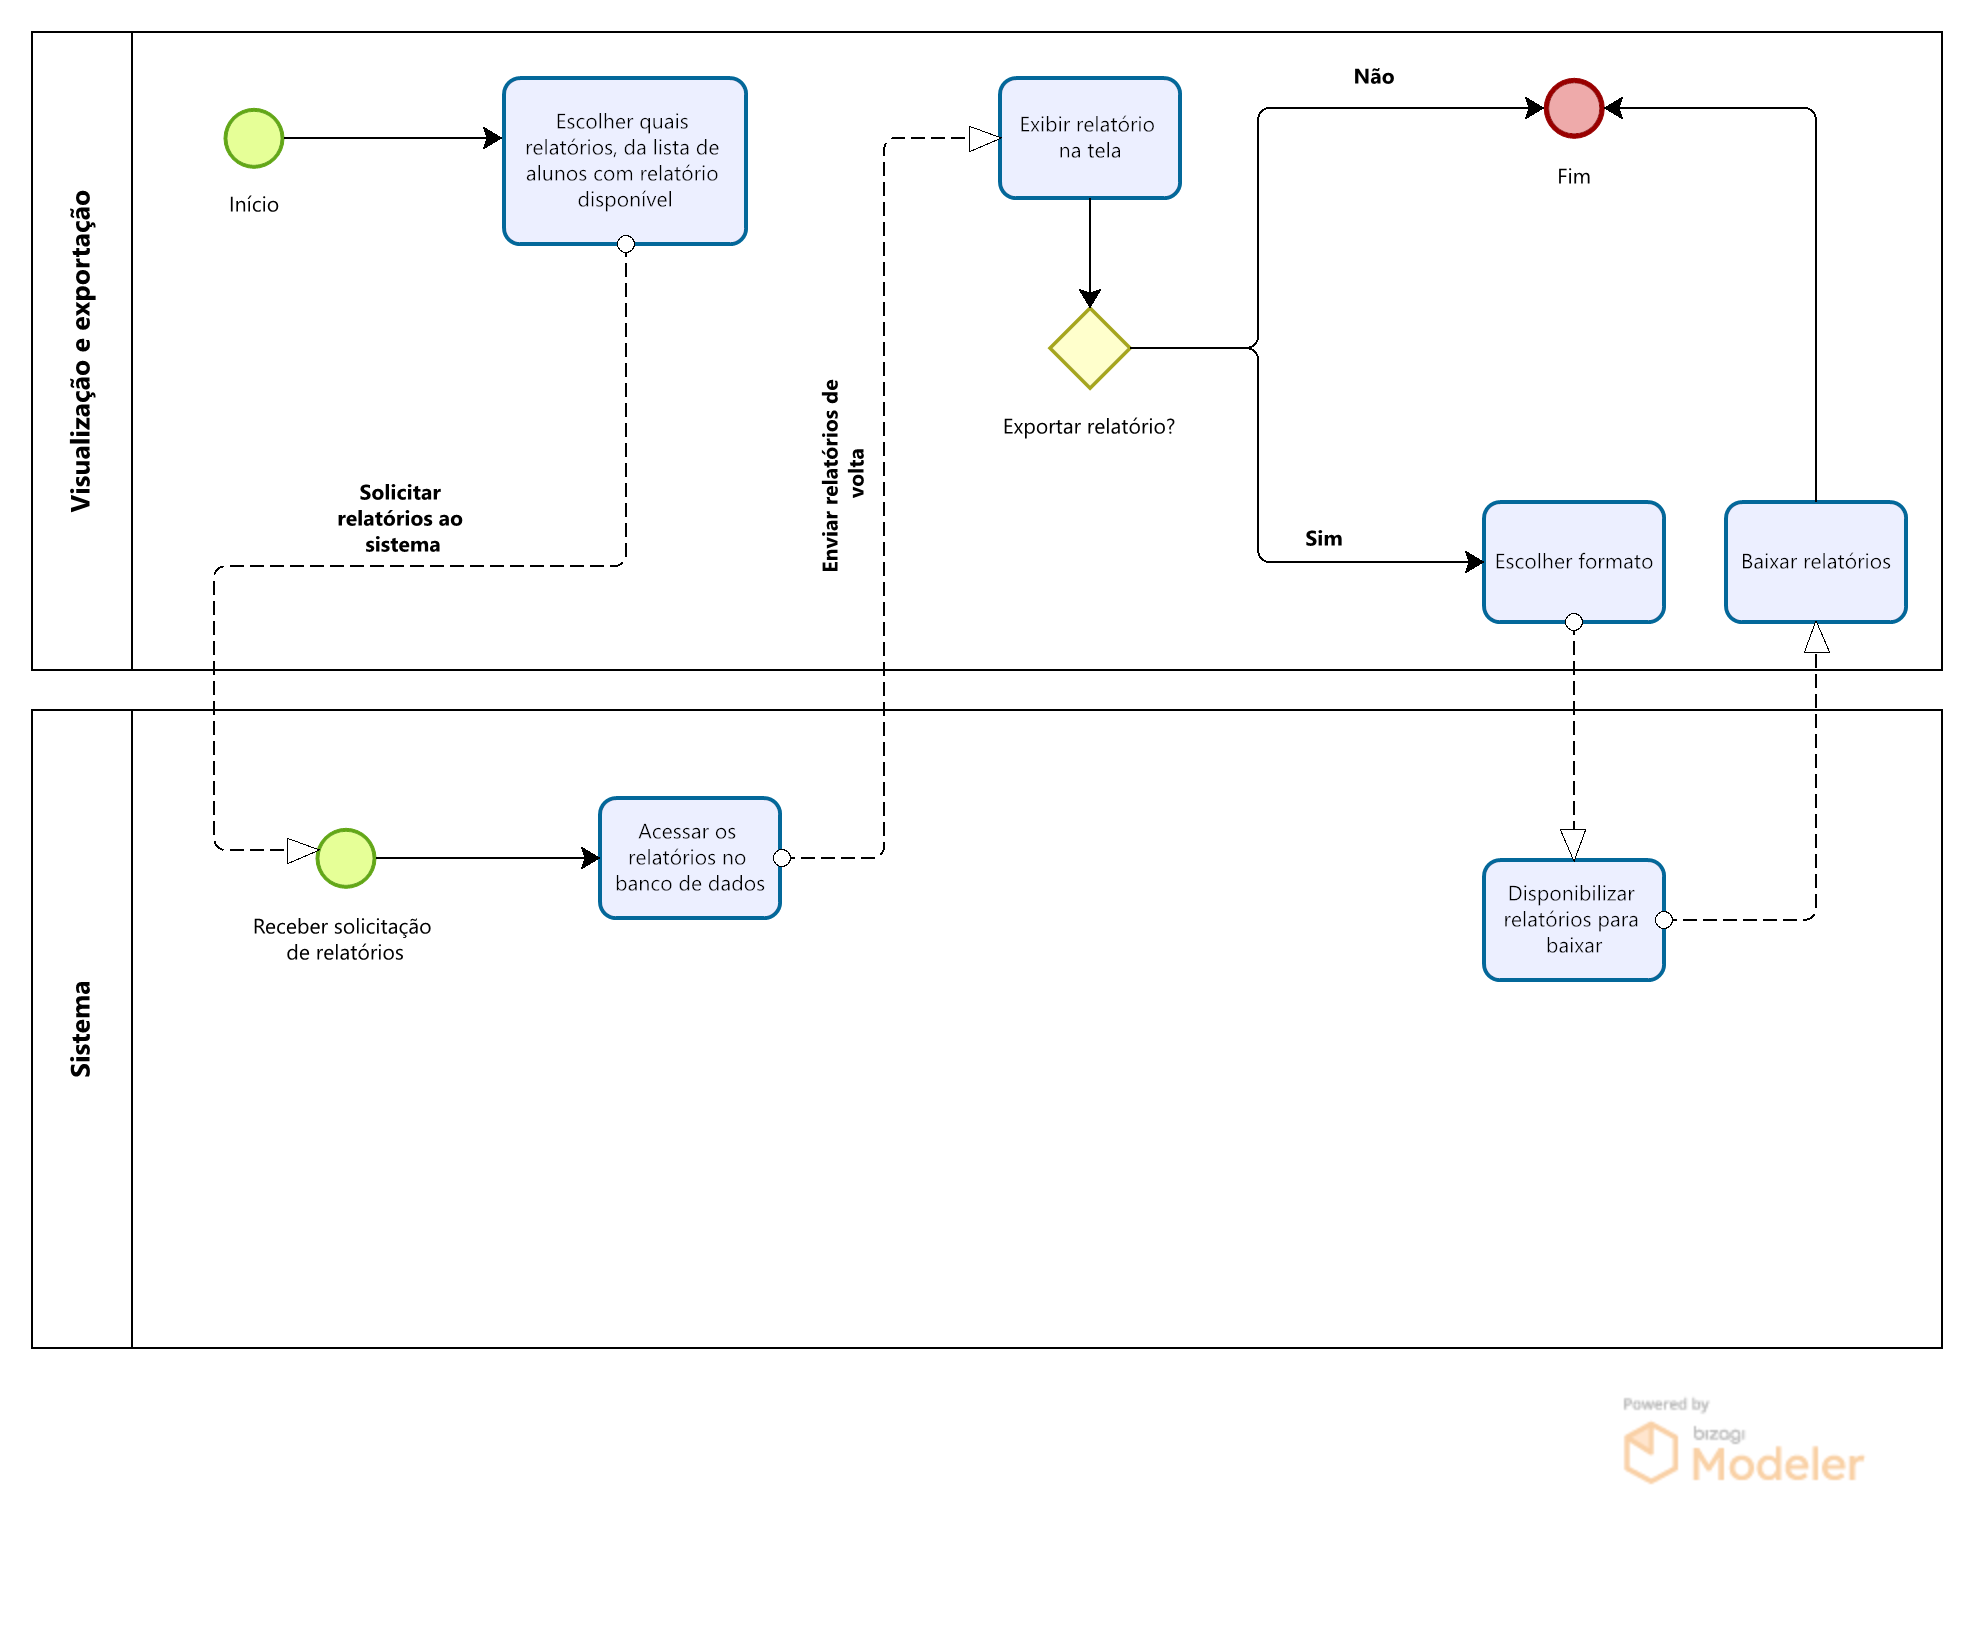 Visualização e exportação
Início
Escolher quais
relatórios, da lista de
alunos com relatório
disponível
Solicitar
relatórios ao
sistema
Enviar relatórios de
volta
Exibir relatório
na tela
Exportar relatório?
Não
Fim
Sim
Escolher formato
Baixar relatórios
Sistema
Receber solicitação
de relatórios
Acessar os
relatórios no
banco de dados
Disponibilizar
relatórios para
baixar
Powered by
bizagi
Modeler